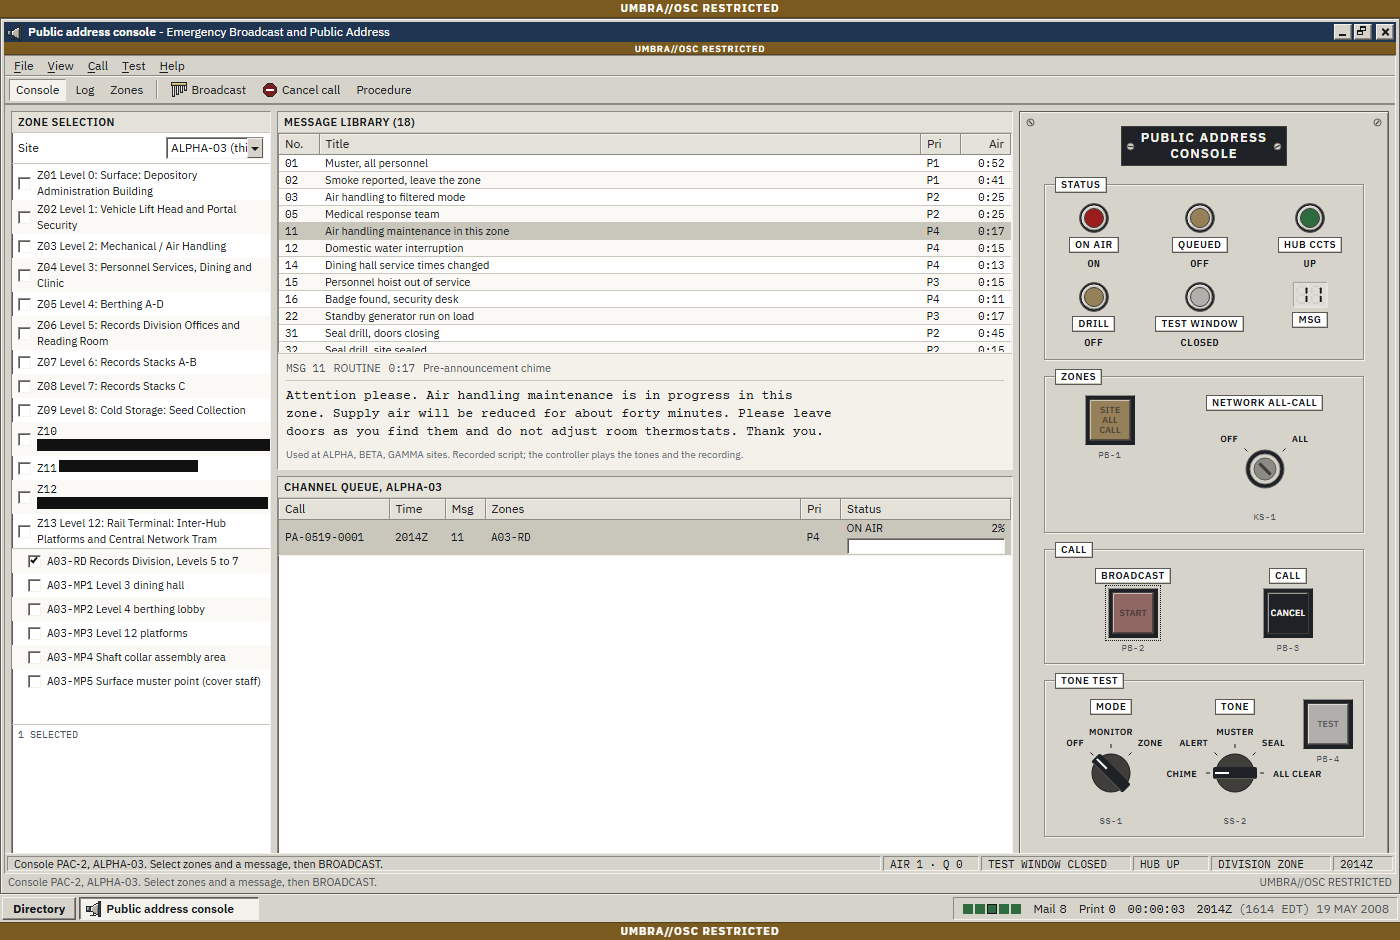 UMBRA//OSC RESTRICTED
Public address console - Emergency Broadcast and Public Address
UMBRA//OSC RESTRICTED
File View Call Test Help
Console Log Zones Broadcast Cancel call Procedure
ZONE SELECTION
Site ALPHA-03 (thi
Z01 Level 0: Surface: Depository
Administration Building
Z02 Level 1: Vehicle Lift Head and Portal
Security
Z03 Level 2: Mechanical / Air Handling
Z04 Level 3: Personnel Services, Dining and
Clinic
Z05 Level 4: Berthing A-D
Z06 Level 5: Records Division Offices and
Reading Room
Z07 Level 6: Records Stacks A-B
Z08 Level 7: Records Stacks C
Z09 Level 8: Cold Storage: Seed Collection
Z10
Z11
Z12
Z13 Level 12: Rail Terminal: Inter-Hub
Platforms and Central Network Tram
A03-RD Records Division, Levels 5 to 7
A03-MP1 Level 3 dining hall
A03-MP2 Level 4 berthing lobby
A03-MP3 Level 12 platforms
A03-MP4 Shaft collar assembly area
A03-MP5 Surface muster point (cover staff)
1 SELECTED
MESSAGE LIBRARY (18)
No. Title Pri Air
01 Muster, all personnel P1 0:52
02 Smoke reported, leave the zone P1 0:41
03 Air handling to filtered mode P2 0:25
05 Medical response team P2 0:25
11 Air handling maintenance in this zone P4 0:17
12 Domestic water interruption P4 0:15
14 Dining hall service times changed P4 0:13
15 Personnel hoist out of service P3 0:15
16 Badge found, security desk P4 0:11
22 Standby generator run on load P3 0:17
31 Seal drill, doors closing P2 0:45
32 Seal drill, site sealed P2 0:15
MSG 11 ROUTINE 0:17 Pre-announcement chime
Attention please. Air handling maintenance is in progress in this
zone. Supply air will be reduced for about forty minutes. Please leave
doors as you find them and do not adjust room thermostats. Thank you.
Used at ALPHA, BETA, GAMMA sites. Recorded script; the controller plays the tones and the recording.
CHANNEL QUEUE, ALPHA-03
Call Time Msg Zones Pri Status
PA-0519-0001 2014Z 11 A03-RD P4 ON AIR 2%
PUBLIC ADDRESS
CONSOLE
STATUS
ON AIR QUEUED HUB CCTS
ON OFF UP
11
DRILL TEST WINDOW MSG
OFF CLOSED
ZONES
SITE
ALL
CALL
PB-1
NETWORK ALL-CALL
OFF ALL
KS-1
CALL
BROADCAST CALL
START CANCEL
PB-2 PB-3
TONE TEST
MODE TONE
OFF MONITOR ZONE
CHIME ALERT MUSTER SEAL ALL CLEAR
TEST
PB-4
SS-1 SS-2
Console PAC-2, ALPHA-03. Select zones and a message, then BROADCAST. AIR 1 · Q 0 TEST WINDOW CLOSED HUB UP DIVISION ZONE 2014Z
Console PAC-2, ALPHA-03. Select zones and a message, then BROADCAST. UMBRA//OSC RESTRICTED
Directory Public address console Mail 8 Print 0 00:00:03 2014Z (1614 EDT) 19 MAY 2008
UMBRA//OSC RESTRICTED